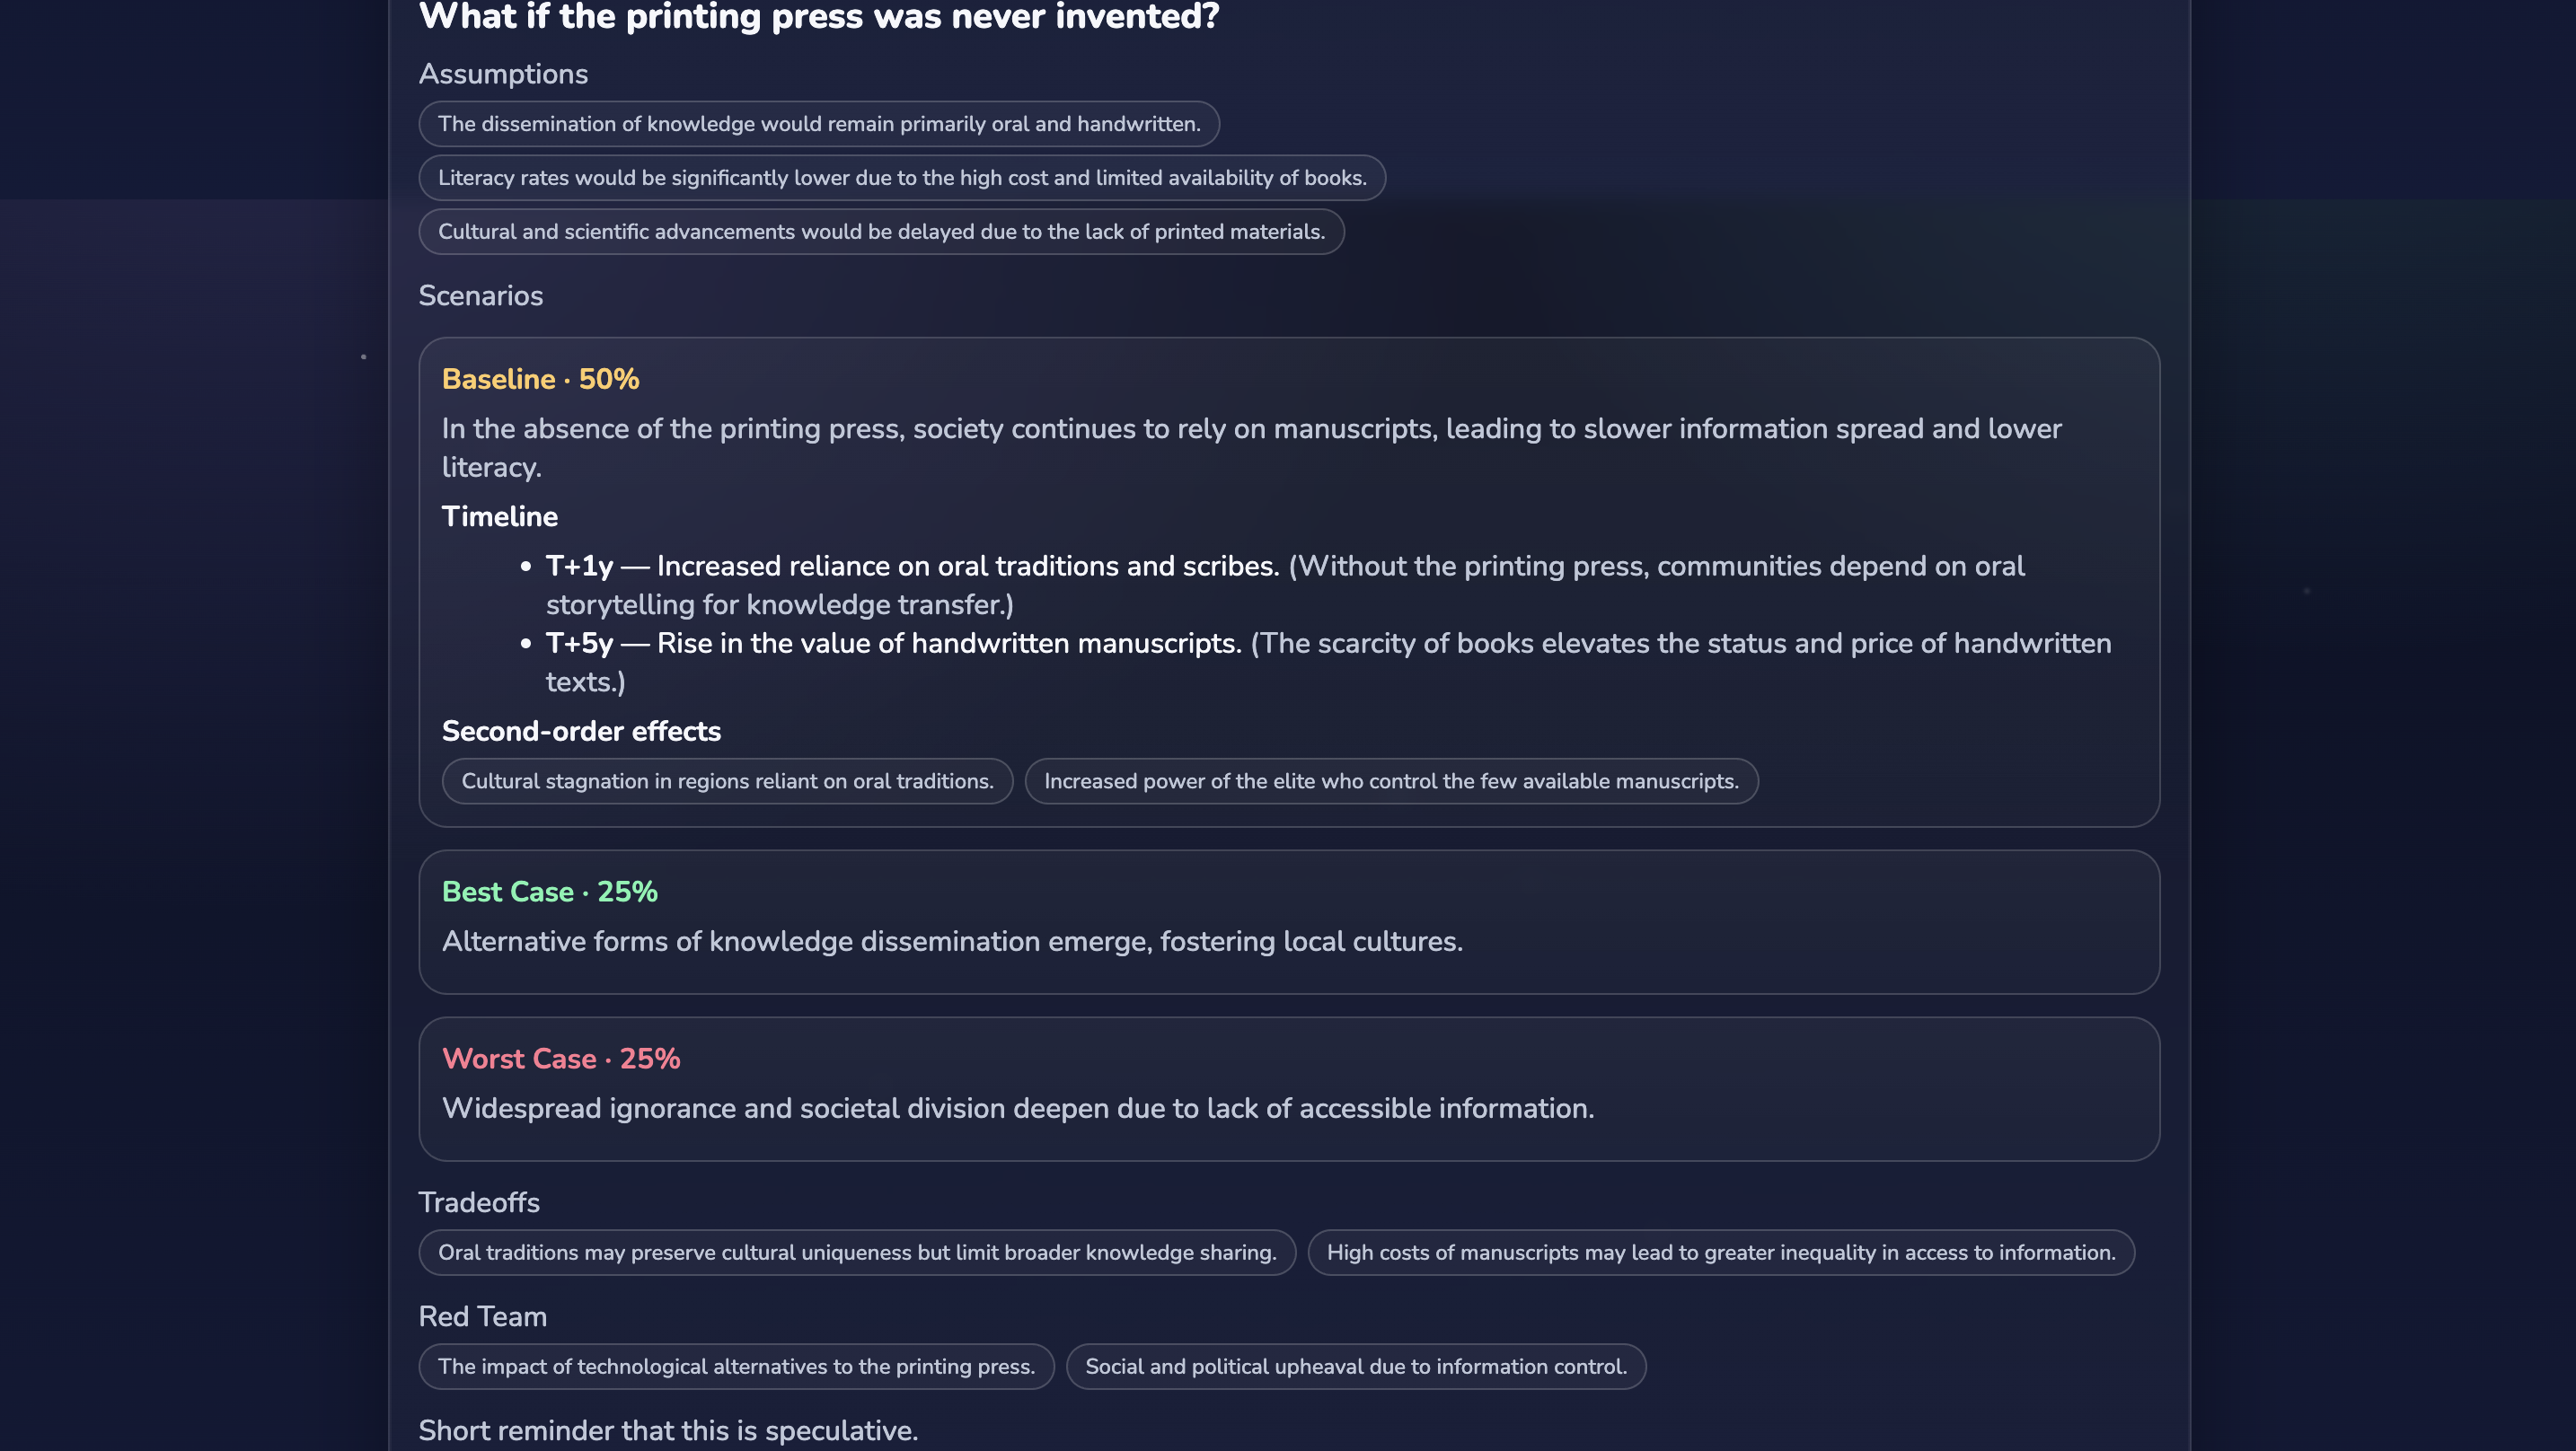 What if the printing press was never invented?
Assumptions
The dissemination of knowledge would remain primarily oral and handwritten.
Literacy rates would be significantly lower due to the high cost and limited availability of books.
Cultural and scientific advancements would be delayed due to the lack of printed materials.
Scenarios
Baseline · 50%
In the absence of the printing press, society continues to rely on manuscripts, leading to slower information spread and lower
literacy.
Timeline
• T+1y — Increased reliance on oral traditions and scribes. (Without the printing press, communities depend on oral
storytelling for knowledge transfer.)
• T+5y — Rise in the value of handwritten manuscripts. (The scarcity of books elevates the status and price of handwritten
texts.)
Second-order effects
Cultural stagnation in regions reliant on oral traditions. Increased power of the elite who control the few available manuscripts.
Best Case · 25%
Alternative forms of knowledge dissemination emerge, fostering local cultures.
Worst Case · 25%
Widespread ignorance and societal division deepen due to lack of accessible information.
Tradeoffs
Oral traditions may preserve cultural uniqueness but limit broader knowledge sharing. High costs of manuscripts may lead to greater inequality in access to information.
Red Team
The impact of technological alternatives to the printing press. Social and political upheaval due to information control.
Short reminder that this is speculative.